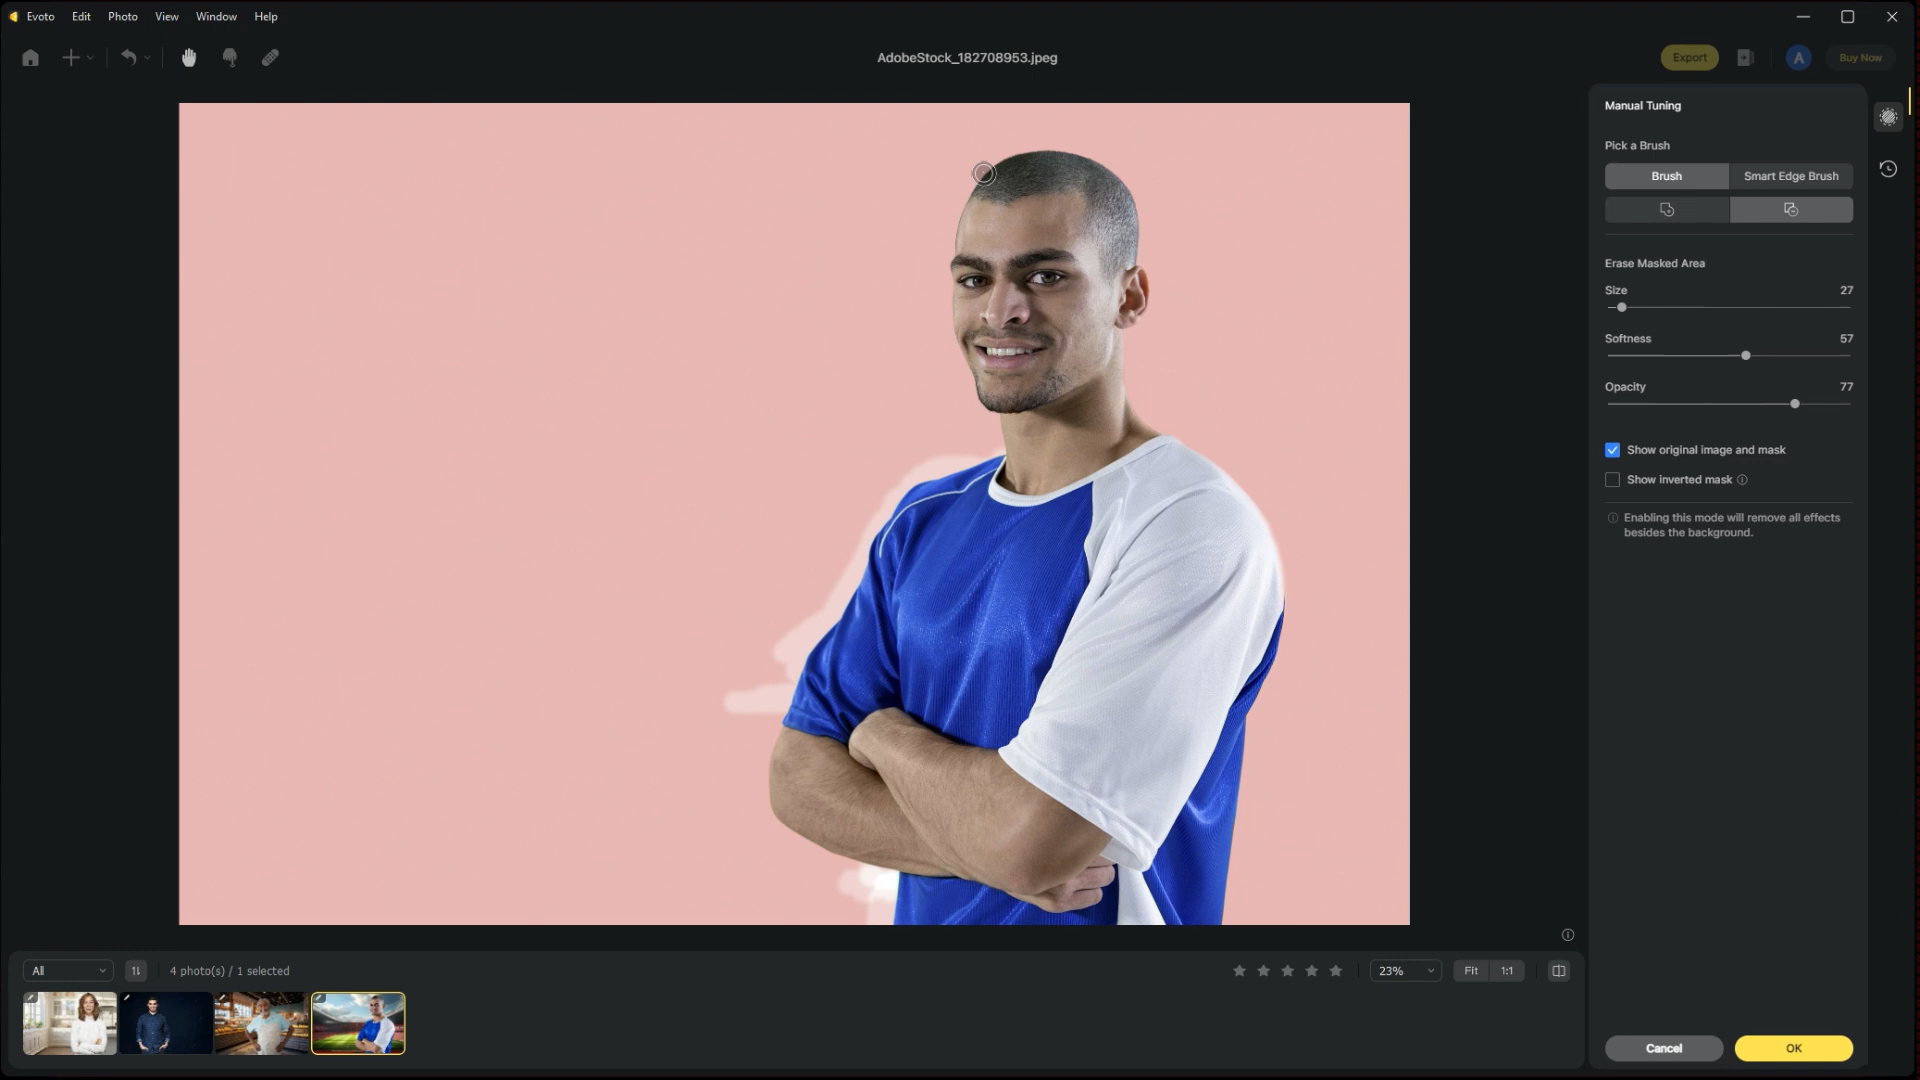 Evoto Edit Photo View Window Help
AdobeStock_182708953.jpeg
Export A Buy Now
Manual Tuning
Pick a Brush
Brush Smart Edge Brush
Erase Masked Area
Size 27
Softness 57
Opacity 77
Show original image and mask
Show inverted mask
Enabling this mode will remove all effects
besides the background.
All 4 photo(s) / 1 selected 23% Fit 1:1
Cancel OK